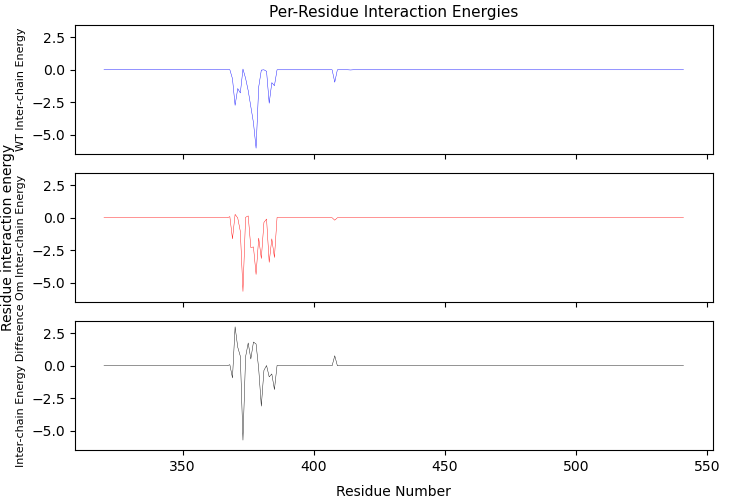 Per-Residue Interaction Energies
Residue interaction energy
WT Inter-chain Energy
2.5
0.0
−2.5
−5.0
Om Inter-chain Energy
2.5
0.0
−2.5
−5.0
Inter-chain Energy Difference
2.5
0.0
−2.5
−5.0
350
400
450
500
550
Residue Number